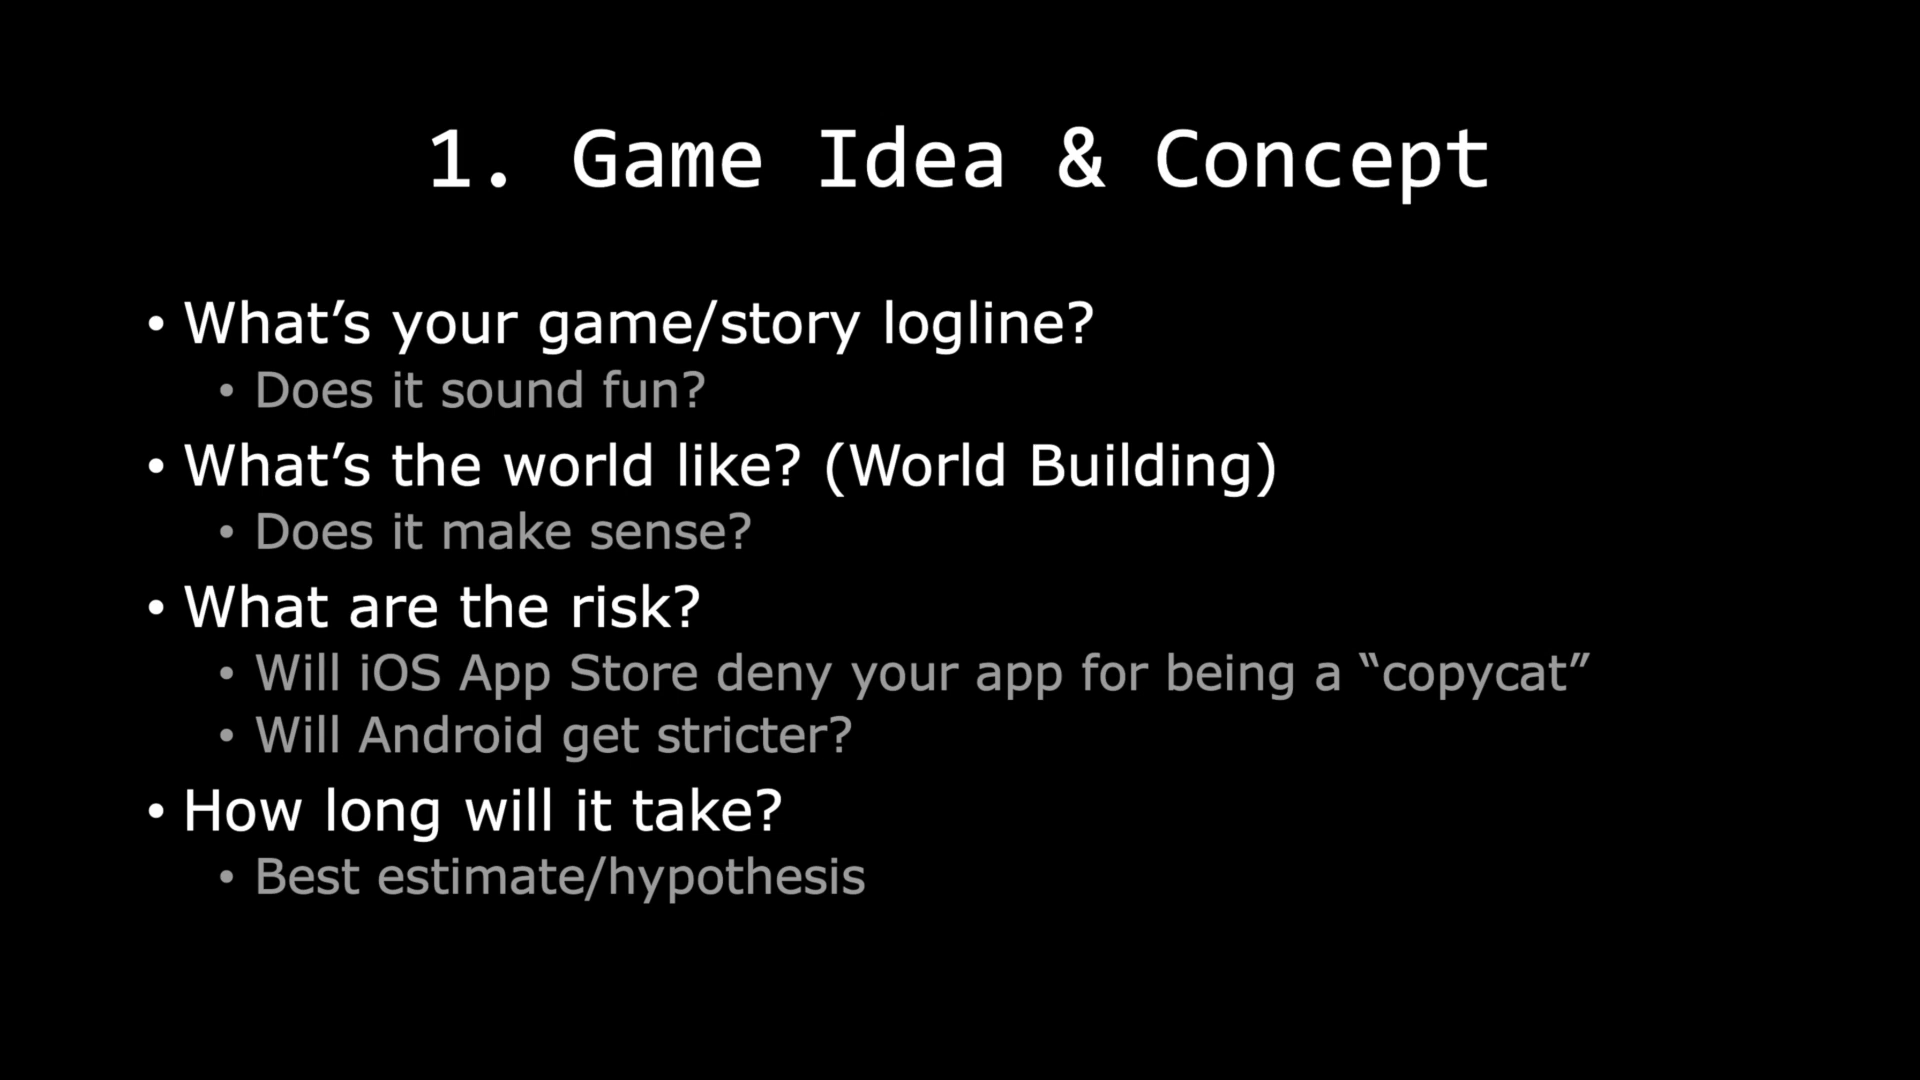 1. Game Idea & Concept
• What’s your game/story logline?
• Does it sound fun?
• What’s the world like? (World Building)
• Does it make sense?
• What are the risk?
• Will iOS App Store deny your app for being a “copycat”
• Will Android get stricter?
• How long will it take?
• Best estimate/hypothesis